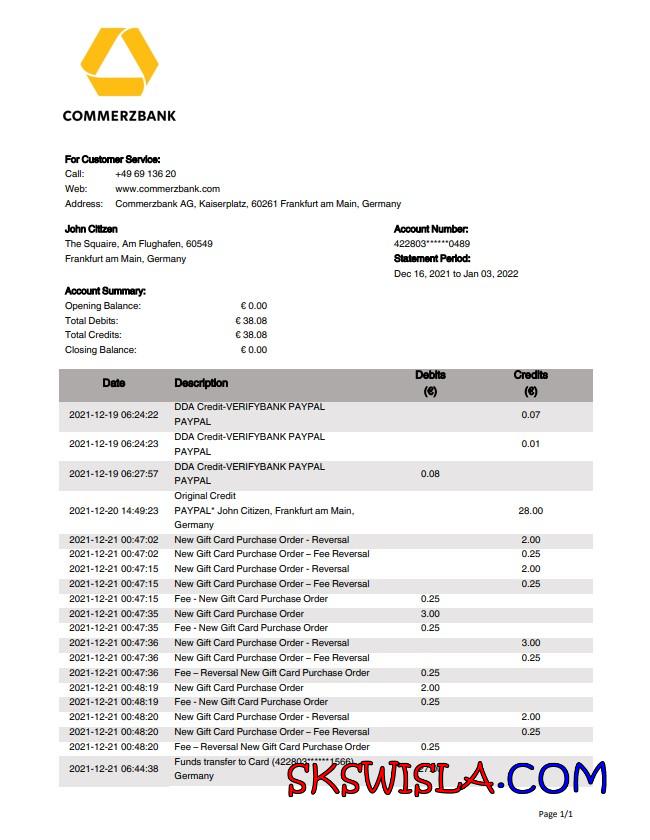 COMMERZBANK
For Customer Service:
Call: +49 69 136 20
Web: www.commerzbank.com
Address: Commerzbank AG, Kaiserplatz, 60261 Frankfurt am Main, Germany
John Citizen
The Squaire, Am Flughafen, 60549
Frankfurt am Main, Germany
Account Number:
422803******0489
Statement Period:
Dec 16, 2021 to Jan 03, 2022
Account Summary:
Opening Balance: € 0.00
Total Debits: € 38.08
Total Credits: € 38.08
Closing Balance: € 0.00
Date Description Debits (€) Credits (€)
2021-12-19 06:24:22 DDA Credit-VERIFYBANK PAYPAL PAYPAL 0.07
2021-12-19 06:24:23 DDA Credit-VERIFYBANK PAYPAL PAYPAL 0.01
2021-12-19 06:27:57 DDA Credit-VERIFYBANK PAYPAL PAYPAL 0.08
Original Credit
2021-12-20 14:49:23 PAYPAL* John Citizen, Frankfurt am Main, 28.00
Germany
2021-12-21 00:47:02 New Gift Card Purchase Order - Reversal 2.00
2021-12-21 00:47:02 New Gift Card Purchase Order – Fee Reversal 0.25
2021-12-21 00:47:15 New Gift Card Purchase Order - Reversal 2.00
2021-12-21 00:47:15 New Gift Card Purchase Order – Fee Reversal 0.25
2021-12-21 00:47:15 Fee - New Gift Card Purchase Order 0.25
2021-12-21 00:47:35 New Gift Card Purchase Order 3.00
2021-12-21 00:47:35 Fee - New Gift Card Purchase Order 0.25
2021-12-21 00:47:36 New Gift Card Purchase Order - Reversal 3.00
2021-12-21 00:47:36 New Gift Card Purchase Order – Fee Reversal 0.25
2021-12-21 00:47:36 Fee – Reversal New Gift Card Purchase Order 0.25
2021-12-21 00:48:19 New Gift Card Purchase Order 2.00
2021-12-21 00:48:19 Fee - New Gift Card Purchase Order 0.25
2021-12-21 00:48:20 New Gift Card Purchase Order - Reversal 2.00
2021-12-21 00:48:20 New Gift Card Purchase Order – Fee Reversal 0.25
2021-12-21 00:48:20 Fee – Reversal New Gift Card Purchase Order 0.25
2021-12-21 06:44:38 Funds transfer to Card (422803******1566)
Germany
SKSWISLA.COM
Page 1/1